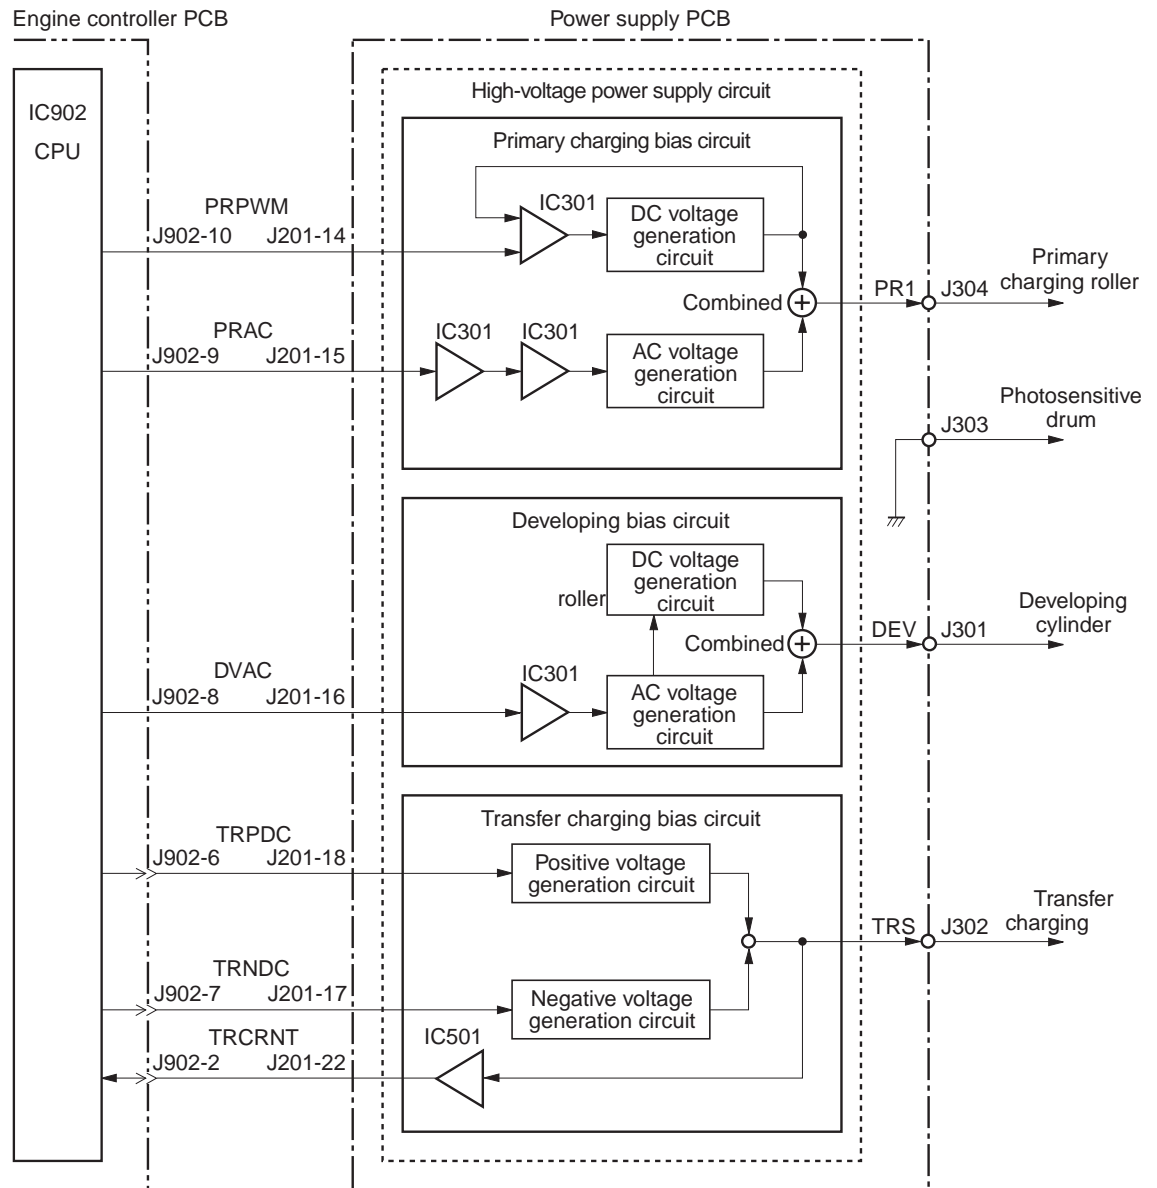 Engine controller PCB
Power supply PCB
IC902
CPU
High-voltage power supply circuit
Primary charging bias circuit
PRPWM
J902-10 J201-14
IC301
DC voltage
generation
circuit
Combined
PR1
J304
Primary
charging roller
PRAC
J902-9 J201-15
IC301
IC301
AC voltage
generation
circuit
J303
Photosensitive
drum
Developing bias circuit
DC voltage
generation
circuit
roller
Combined
DEV
J301
Developing
cylinder
DVAC
J902-8 J201-16
IC301
AC voltage
generation
circuit
Transfer charging bias circuit
TRPDC
J902-6 J201-18
Positive voltage
generation circuit
TRS
J302
Transfer
charging
TRNDC
J902-7 J201-17
Negative voltage
generation circuit
TRCRNT
J902-2 J201-22
IC501